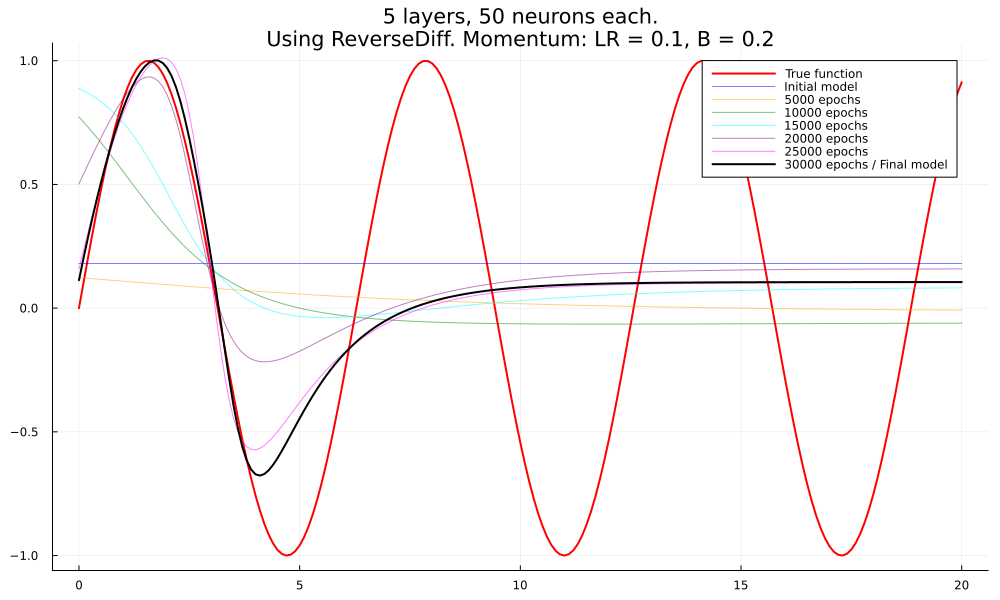 5 layers, 50 neurons each.
Using ReverseDiff. Momentum: LR = 0.1, B = 0.2
True function
Initial model
5000 epochs
10000 epochs
15000 epochs
20000 epochs
25000 epochs
30000 epochs / Final model
1.0
0.5
0.0
−0.5
−1.0
0
5
10
15
20